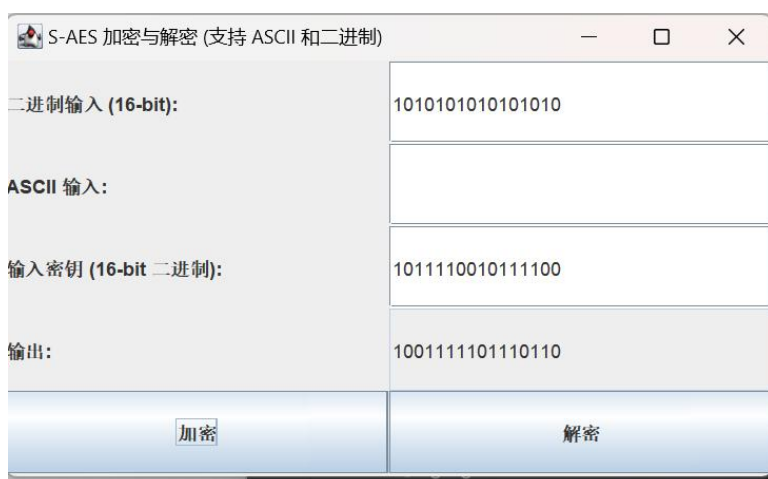 S-AES 加密与解密 (支持 ASCII 和二进制)
二进制输入 (16-bit): 1010101010101010
ASCII 输入:
输入密钥 (16-bit 二进制): 1011110010111100
输出: 1001111101110110
加密 解密